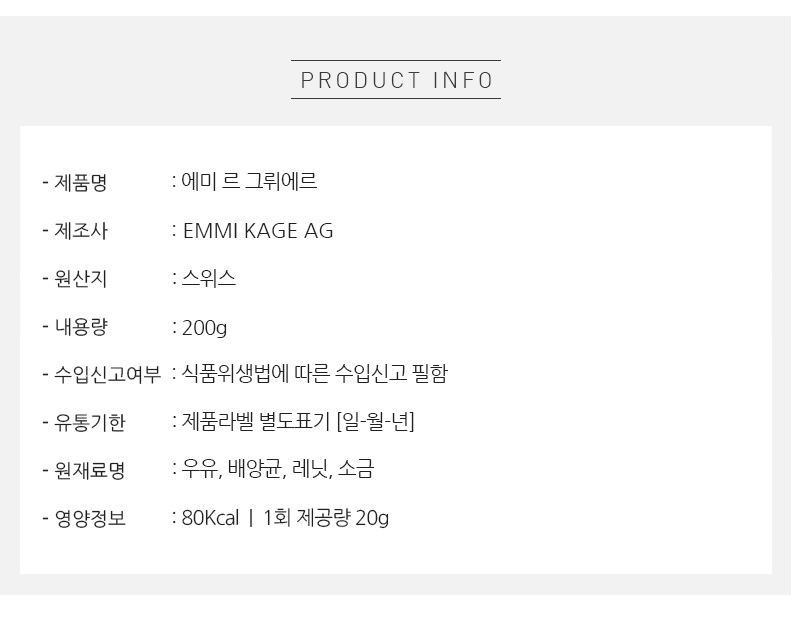 PRODUCT INFO
- 제품명 : 에미 르 그뤼에르
- 제조사 : EMMI KAGE AG
- 원산지 : 스위스
- 내용량 : 200g
- 수입신고여부 : 식품위생법에 따른 수입신고 필함
- 유통기한 : 제품라벨 별도표기 [일-월-년]
- 원재료명 : 우유, 배양균, 레닛, 소금
- 영양정보 : 80Kcal | 1회 제공량 20g